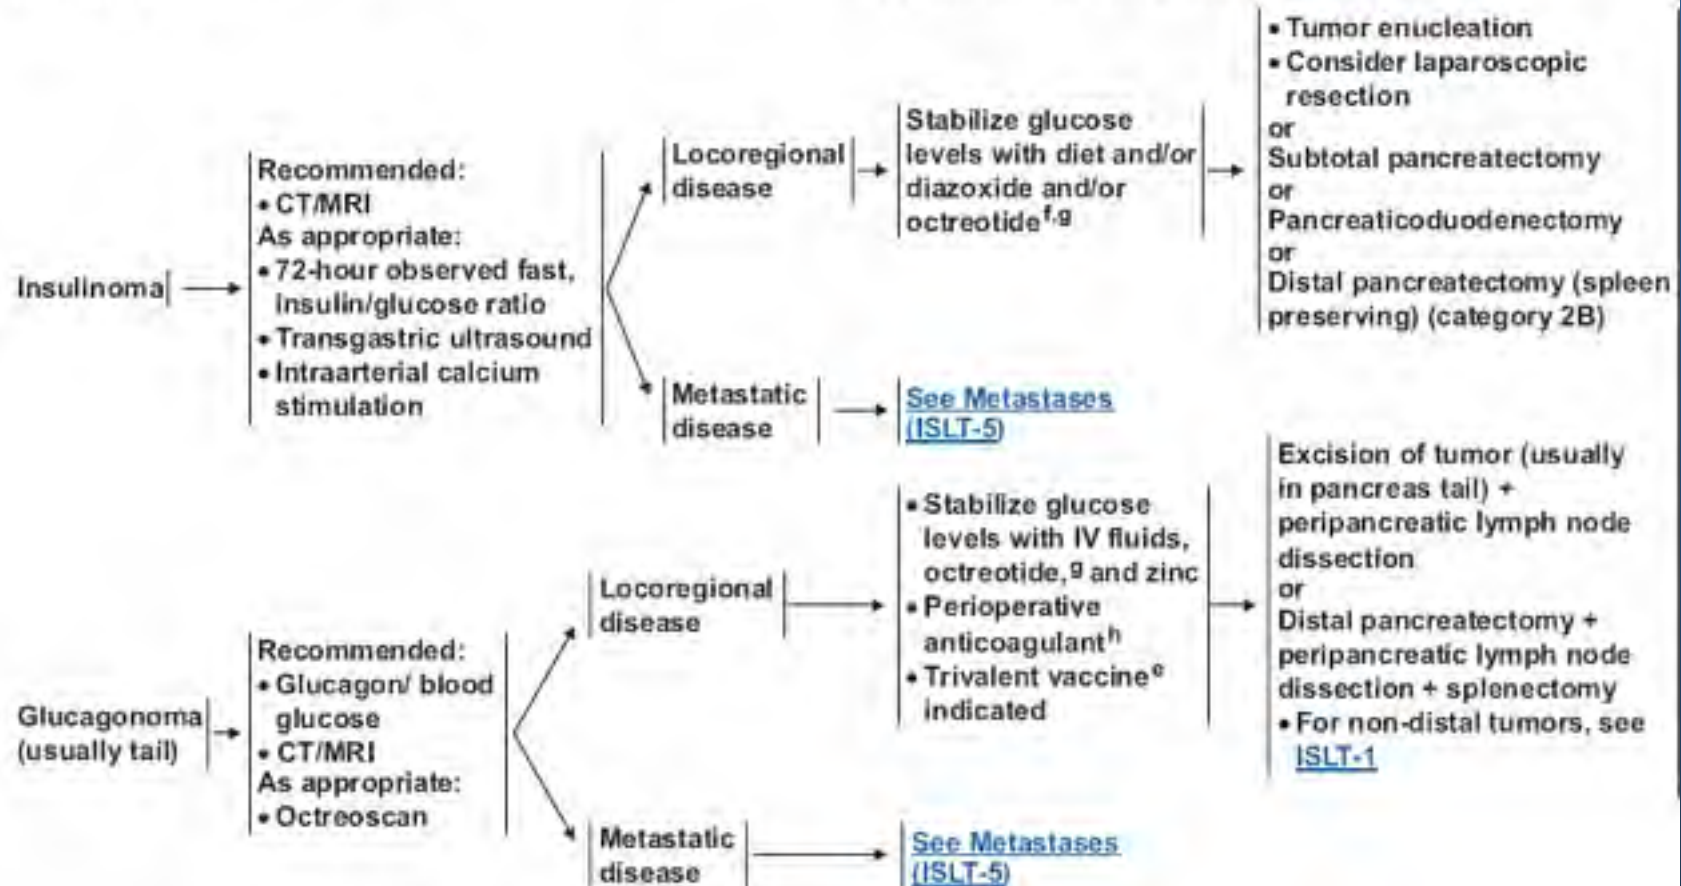 Insulinoma
Recommended:
• CT/MRI
As appropriate:
• 72-hour observed fast,
insulin/glucose ratio
• Transgastric ultrasound
• Intraarterial calcium
stimulation
Locoregional
disease
Stabilize glucose
levels with diet and/or
diazoxide and/or
octreotide f,g
• Tumor enucleation
• Consider laparoscopic
resection
or
Subtotal pancreatectomy
or
Pancreaticoduodenectomy
or
Distal pancreatectomy (spleen
preserving) (category 2B)
Metastatic
disease
See Metastases
(ISLT-5)
Glucagonoma
(usually tail)
Recommended:
• Glucagon/ blood
glucose
• CT/MRI
As appropriate:
• Octreoscan
Locoregional
disease
• Stabilize glucose
levels with IV fluids,
octreotide,g and zinc
• Perioperative
anticoagulant h
• Trivalent vaccine e
indicated
Excision of tumor (usually
in pancreas tail) +
peripancreatic lymph node
dissection
or
Distal pancreatectomy +
peripancreatic lymph node
dissection + splenectomy
• For non-distal tumors, see
ISLT-1
Metastatic
disease
See Metastases
(ISLT-5)